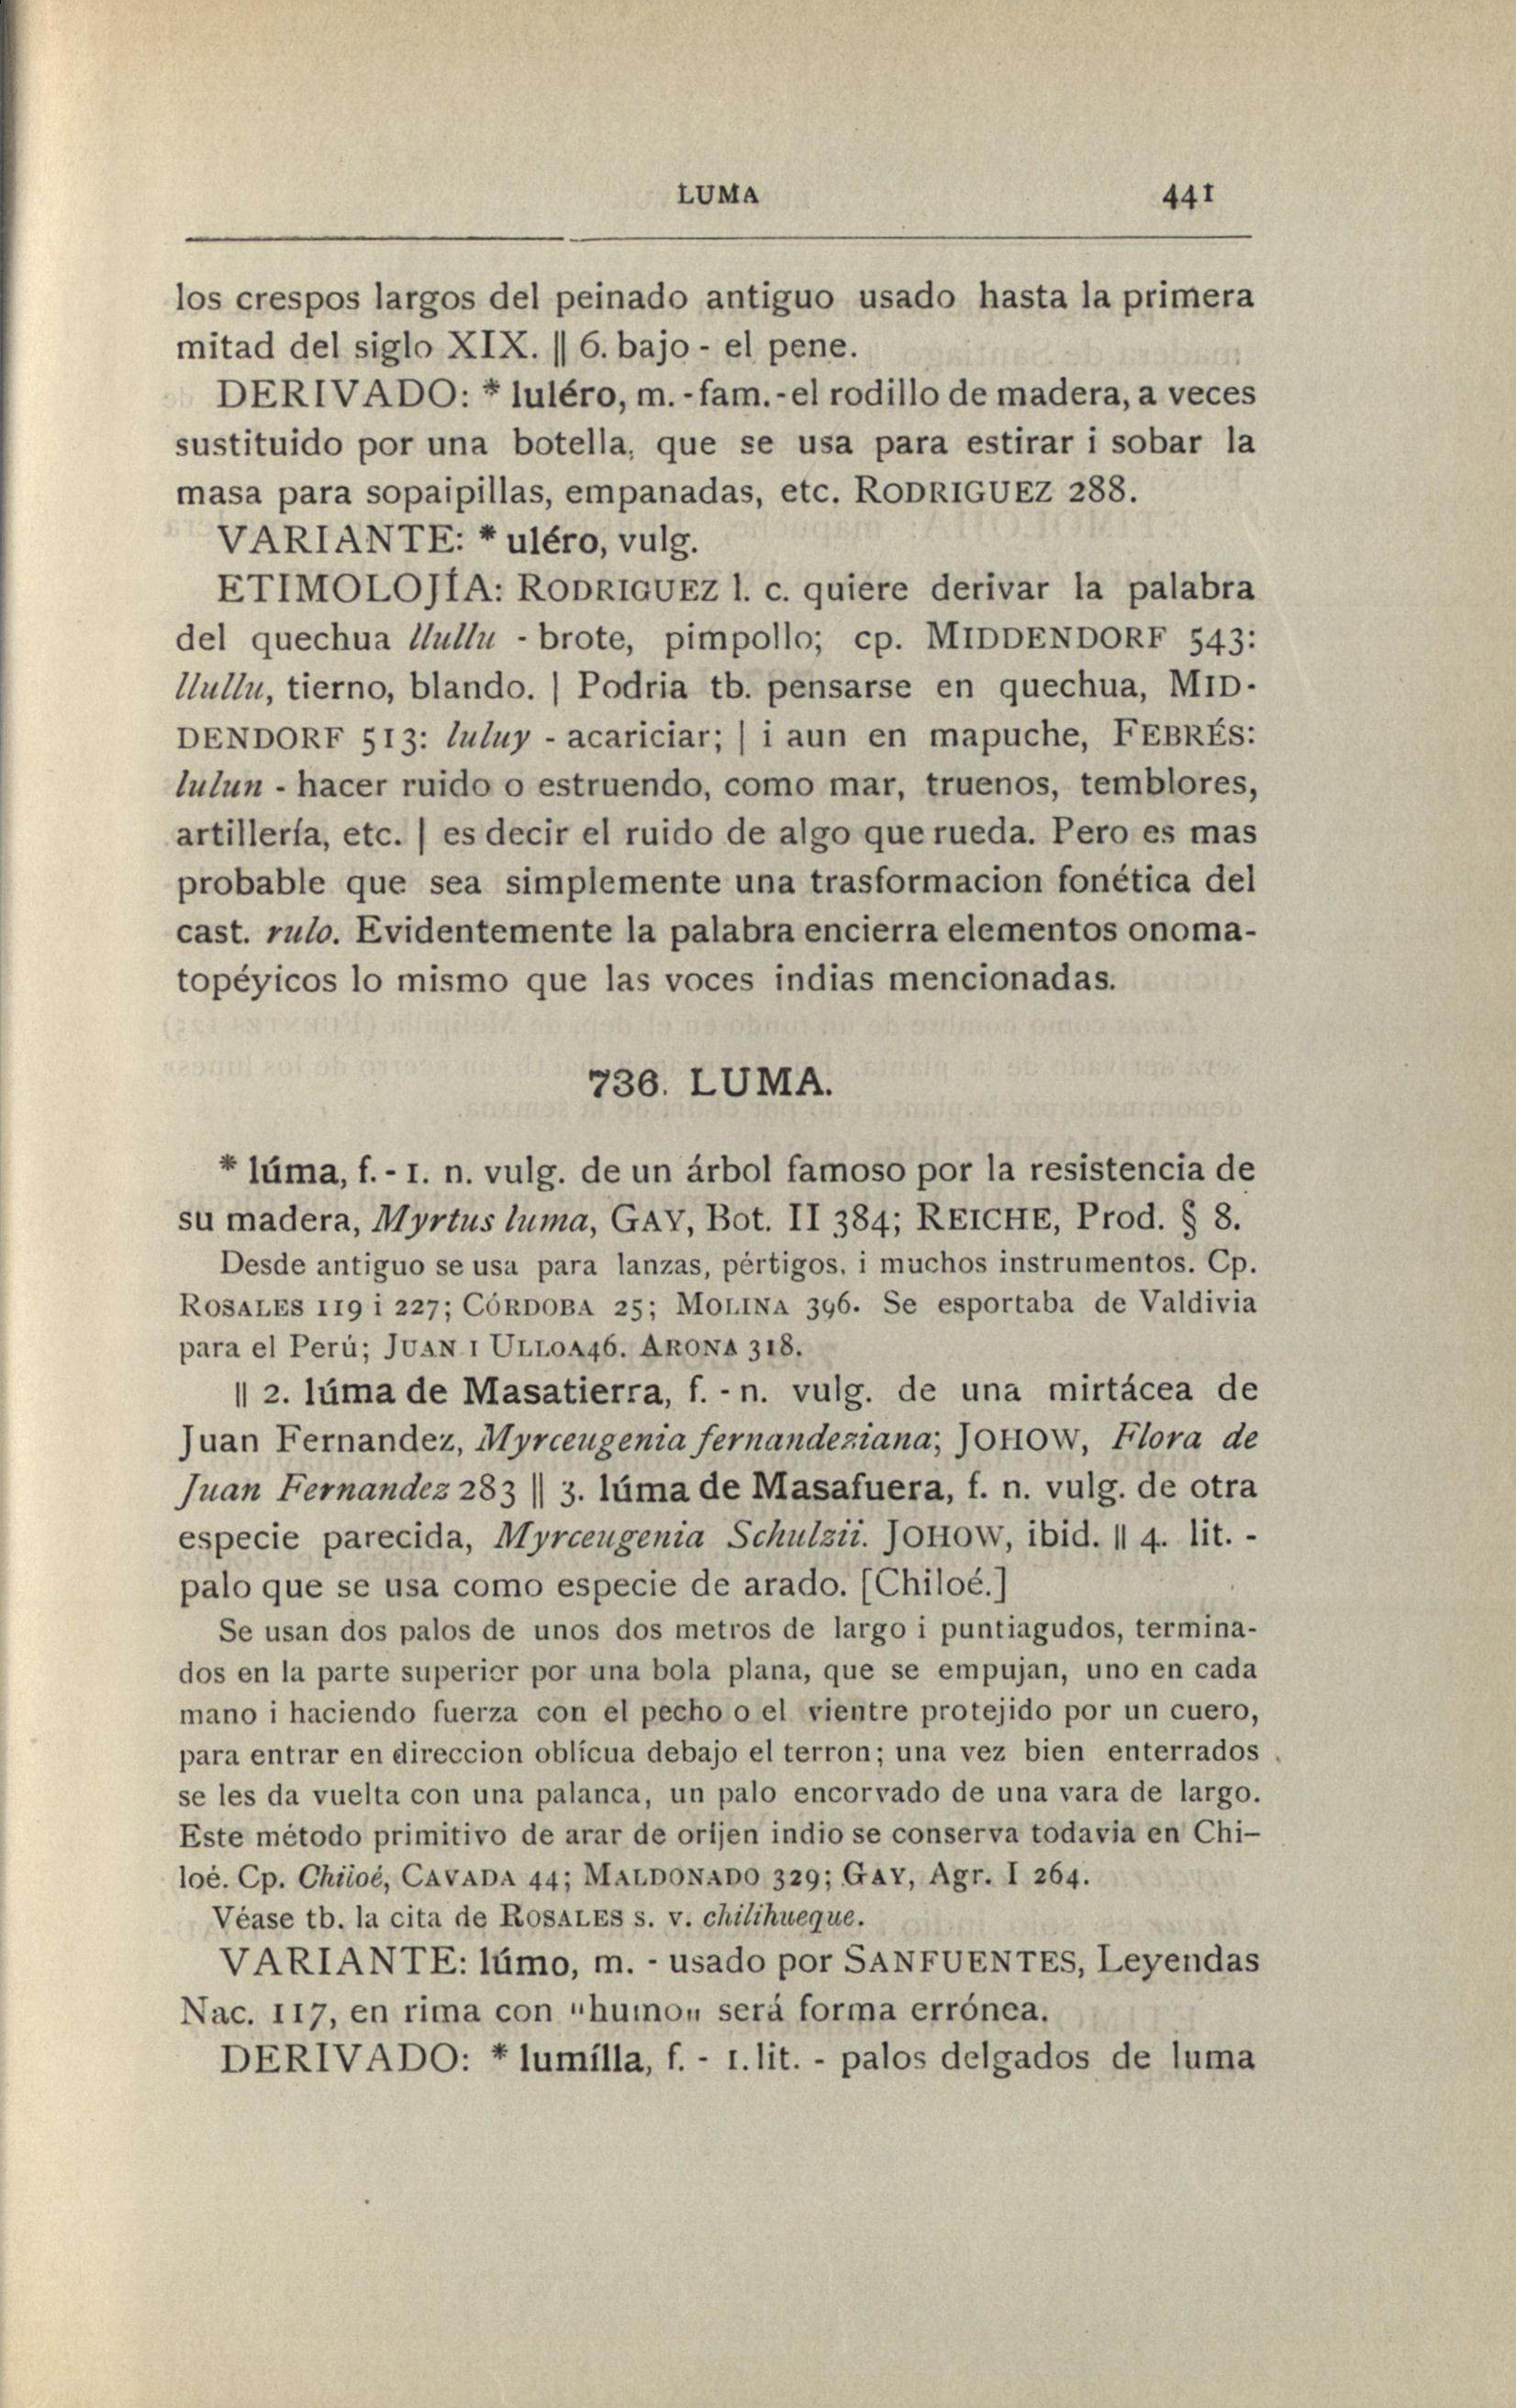 LUMA 441
los crespos largos del peinado antiguo usado hasta la primera
mitad del siglo XIX. || 6. bajo - el pene.
DERIVADO: * luléro, m. - fam. - el rodillo de madera, a veces
sustituido por una botella, que se usa para estirar i sobar la
masa para sopaipillas, empanadas, etc. RODRIGUEZ 288.
VARIANTE: * uléro, vulg.
ETIMOLOJÍA: RODRIGUEZ l. c. quiere derivar la palabra
del quechua llullu - brote, pimpollo; cp. MIDDENDORF 543:
llullu, tierno, blando. | Podria tb. pensarse en quechua, MID-
DENDORF 513: luluy - acariciar; | i aun en mapuche, FEBRÉS:
lulun - hacer ruido o estruendo, como mar, truenos, temblores,
artillería, etc. | es decir el ruido de algo que rueda. Pero es mas
probable que sea simplemente una trasformacion fonética del
cast. rulo. Evidentemente la palabra encierra elementos onoma-
topéyicos lo mismo que las voces indias mencionadas.
736. LUMA.
* lúma, f. - 1. n. vulg. de un árbol famoso por la resistencia de
su madera, Myrtus luma, GAY, Bot. II 384; REICHE, Prod. § 8.
Desde antiguo se usa para lanzas, pértigos, i muchos instrumentos. Cp.
ROSALES 119 i 227; CÓRDOBA 25; MOLINA 396. Se esportaba de Valdivia
para el Perú; JUAN I ULLOA 46. ARONA 318.
|| 2. lúma de Masatierra, f. - n. vulg. de una mirtácea de
Juan Fernandez, Myrceugenia fernandeziana; JOHOW, Flora de
Juan Fernandez 283 || 3. lúma de Masafuera, f. n. vulg. de otra
especie parecida, Myrceugenia Schulzii. JOHOW, ibid. || 4. lit. -
palo que se usa como especie de arado. [Chiloé.]
Se usan dos palos de unos dos metros de largo i puntiagudos, termina-
dos en la parte superior por una bola plana, que se empujan, uno en cada
mano i haciendo fuerza con el pecho o el vientre protejido por un cuero,
para entrar en direccion oblícua debajo el terron; una vez bien enterrados
se les da vuelta con una palanca, un palo encorvado de una vara de largo.
Este método primitivo de arar de oríjen indio se conserva todavia en Chi-
loé. Cp. Chiloé, CAVADA 44; MALDONADO 329; GAY, Agr. I 264.
Véase tb. la cita de ROSALES s. v. chilihueque.
VARIANTE: lúmo, m. - usado por SANFUENTES, Leyendas
Nac. 117, en rima con "humo" será forma errónea.
DERIVADO: * lumílla, f. - 1. lit. - palos delgados de luma